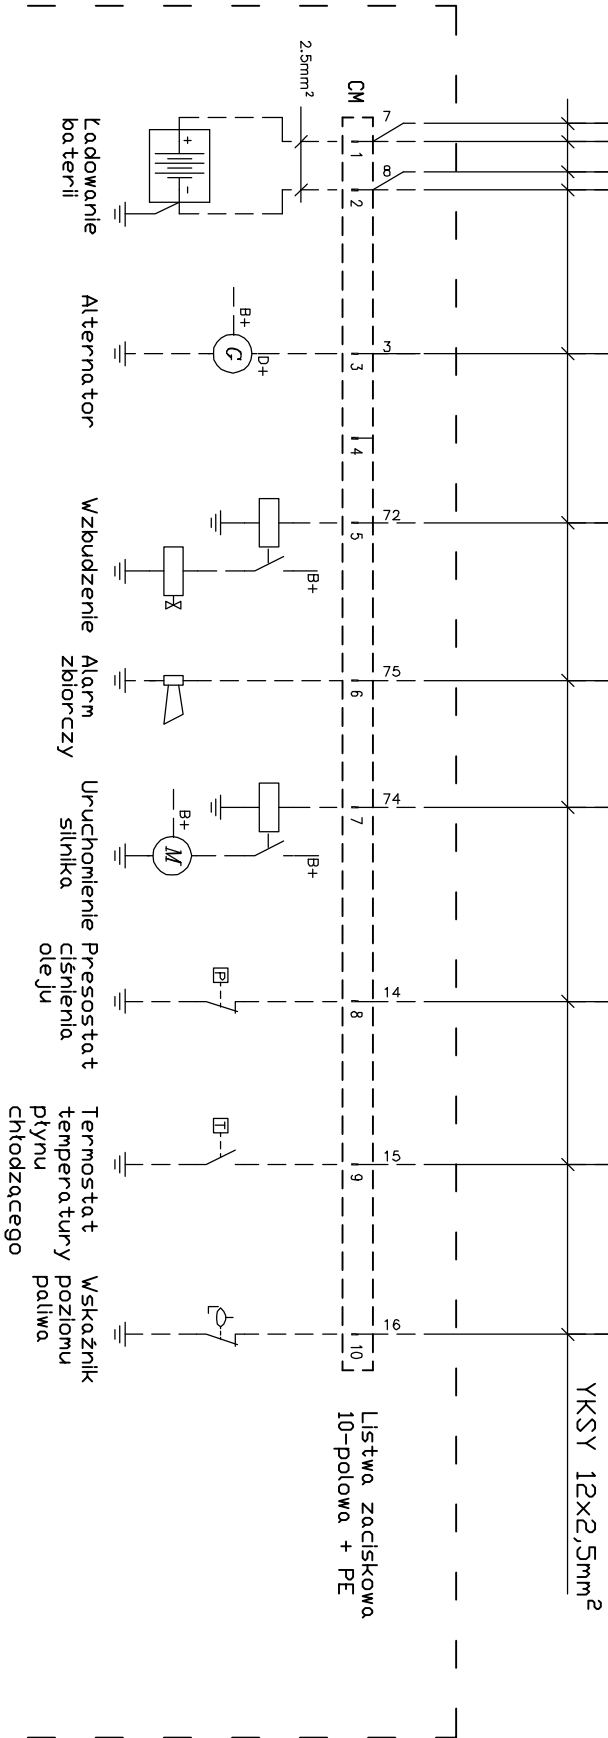 YKSY 12x2,5mm²
Listwa zaciskowa
10-polowa + PE
CM
2.5mm²
7
8
3
72
75
74
14
15
16
1
2
3
4
5
6
7
8
9
10
+
-
B+
G
D+
B+
B+
M
B+
P
T
L
Ładowanie
baterii
Alternator
Wzbudzenie
Alarm
zbiorczy
Uruchomienie
silnika
Presostat
ciśnienia
oleju
Termostat
temperatury
płynu
chłodzącego
Wskaźnik
poziomu
paliwa